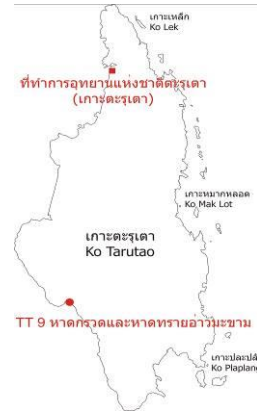 เกาะเหล็ก
Ko Lek
ที่ทำการอุทยานแห่งชาติตะรุเตา
(เกาะตะรุเตา)
เกาะหมากหลอด
Ko Mak Lot
เกาะตะรุเตา
Ko Tarutao
TT 9 หาดกรวดและหาดทรายอ่าวมะขาม
Ko Plaplang